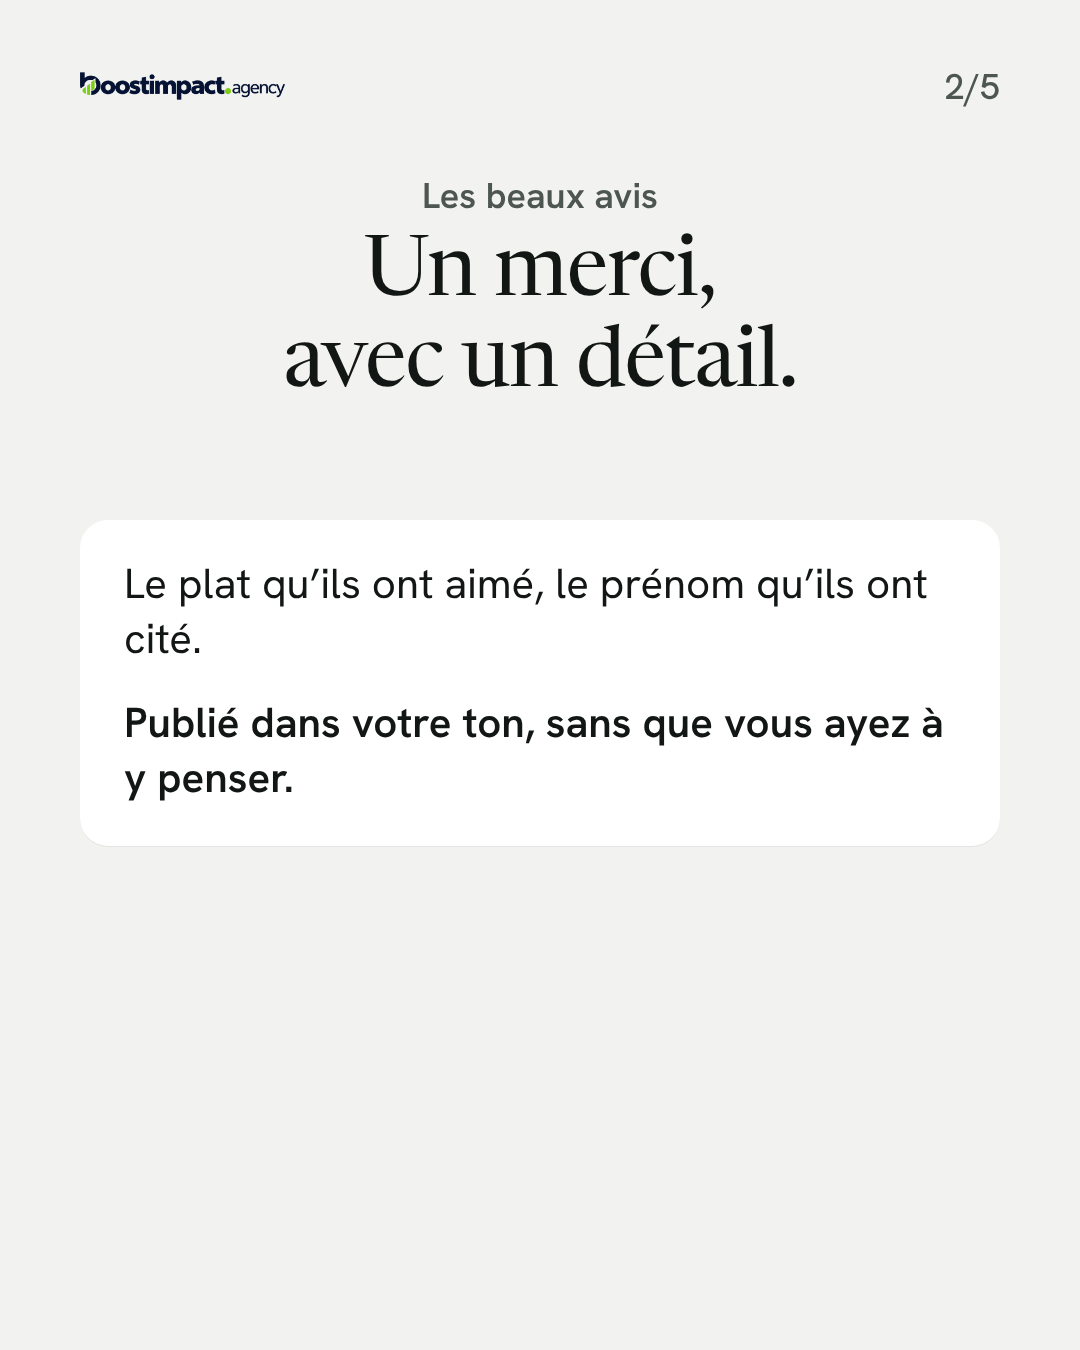 boostimpact.agency
2/5
Les beaux avis
Un merci,
avec un détail.
Le plat qu’ils ont aimé, le prénom qu’ils ont
cité.
Publié dans votre ton, sans que vous ayez à
y penser.